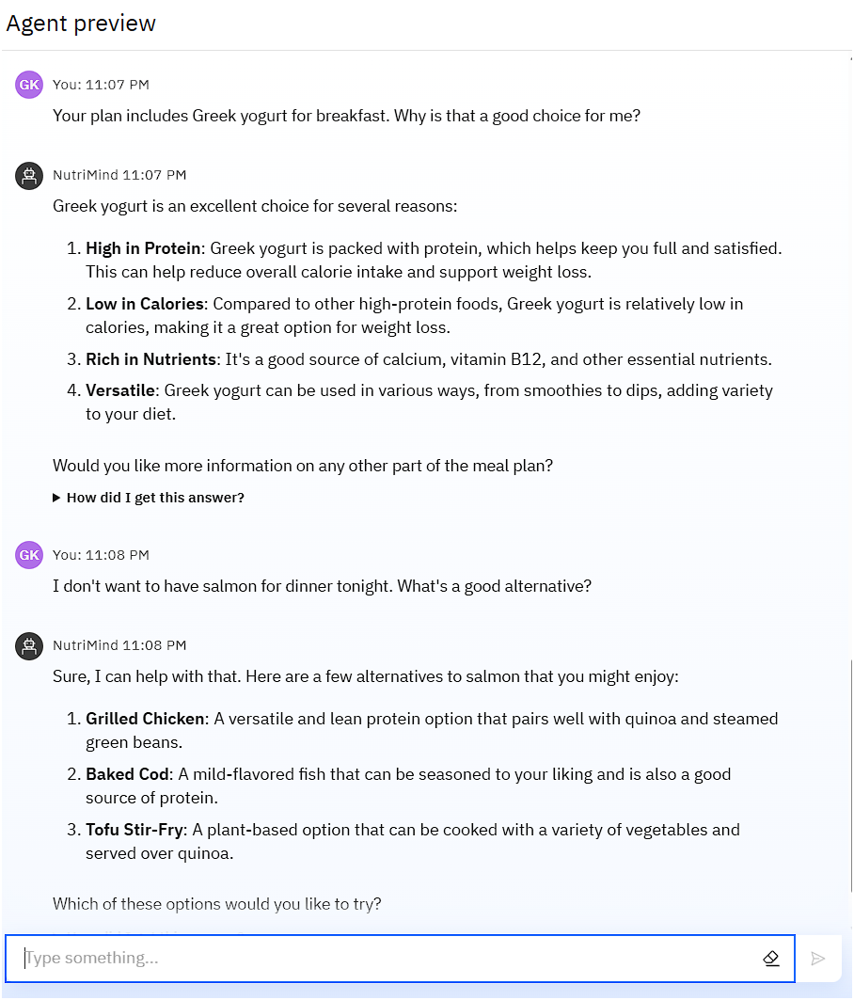 Agent preview
GK You: 11:07 PM
Your plan includes Greek yogurt for breakfast. Why is that a good choice for me?
NutriMind 11:07 PM
Greek yogurt is an excellent choice for several reasons:
1. High in Protein: Greek yogurt is packed with protein, which helps keep you full and satisfied.
This can help reduce overall calorie intake and support weight loss.
2. Low in Calories: Compared to other high-protein foods, Greek yogurt is relatively low in
calories, making it a great option for weight loss.
3. Rich in Nutrients: It's a good source of calcium, vitamin B12, and other essential nutrients.
4. Versatile: Greek yogurt can be used in various ways, from smoothies to dips, adding variety
to your diet.
Would you like more information on any other part of the meal plan?
How did I get this answer?
GK You: 11:08 PM
I don't want to have salmon for dinner tonight. What's a good alternative?
NutriMind 11:08 PM
Sure, I can help with that. Here are a few alternatives to salmon that you might enjoy:
1. Grilled Chicken: A versatile and lean protein option that pairs well with quinoa and steamed
green beans.
2. Baked Cod: A mild-flavored fish that can be seasoned to your liking and is also a good
source of protein.
3. Tofu Stir-Fry: A plant-based option that can be cooked with a variety of vegetables and
served over quinoa.
Which of these options would you like to try?
Type something...